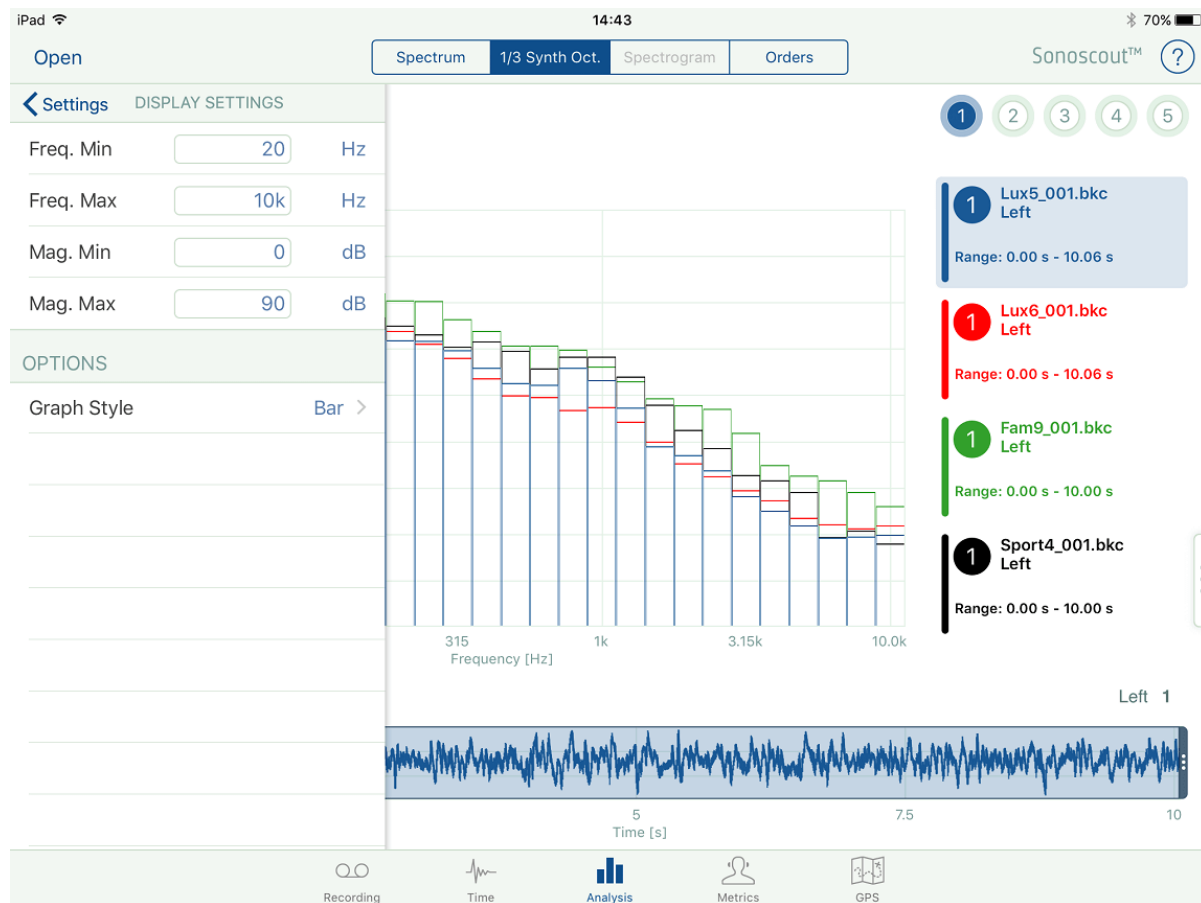 iPad 14:43 70%
Open Spectrum 1/3 Synth Oct. Spectrogram Orders Sonoscout™ ?
Settings DISPLAY SETTINGS
Freq. Min 20 Hz
Freq. Max 10k Hz
Mag. Min 0 dB
Mag. Max 90 dB
OPTIONS
Graph Style Bar
1 2 3 4 5
1 Lux5_001.bkc
Left
Range: 0.00 s - 10.06 s
1 Lux6_001.bkc
Left
Range: 0.00 s - 10.06 s
1 Fam9_001.bkc
Left
Range: 0.00 s - 10.00 s
1 Sport4_001.bkc
Left
Range: 0.00 s - 10.00 s
315 1k 3.15k 10.0k
Frequency [Hz]
Left 1
5 7.5 10
Time [s]
Recording Time Analysis Metrics GPS